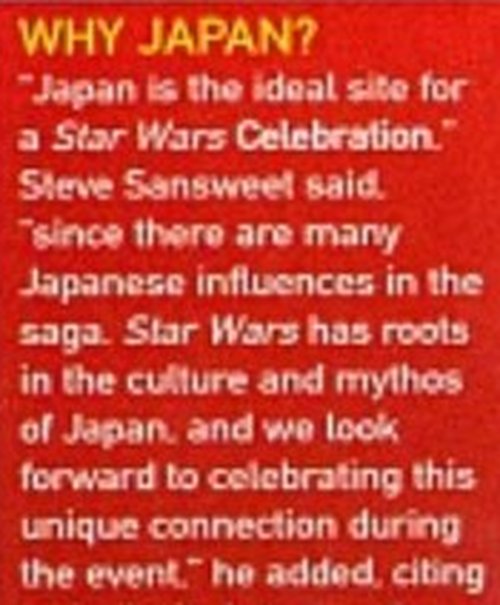 WHY JAPAN?
"Japan is the ideal site for
a Star Wars Celebration,"
Steve Sansweet said,
"since there are many
Japanese influences in the
saga. Star Wars has roots
in the culture and mythos
of Japan, and we look
forward to celebrating this
unique connection during
the event," he added, citing